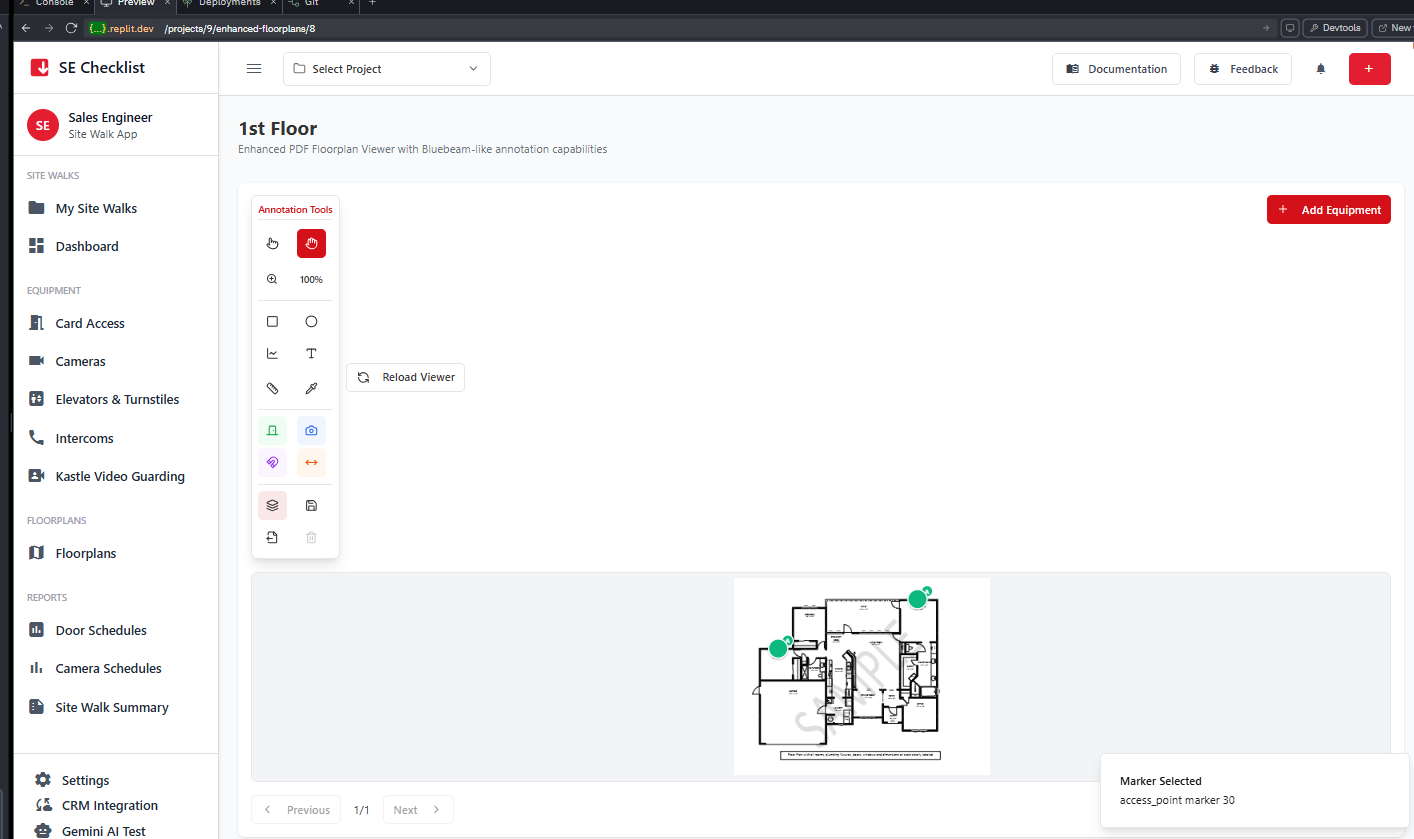 Console
Preview
Deployments
Git
{...}.replit.dev /projects/9/enhanced-floorplans/8
Devtools
New
SE Checklist
Select Project
Documentation
Feedback
SE
Sales Engineer
Site Walk App
1st Floor
Enhanced PDF Floorplan Viewer with Bluebeam-like annotation capabilities
SITE WALKS
My Site Walks
Dashboard
EQUIPMENT
Card Access
Cameras
Elevators & Turnstiles
Intercoms
Kastle Video Guarding
FLOORPLANS
Floorplans
REPORTS
Door Schedules
Camera Schedules
Site Walk Summary
Settings
CRM Integration
Gemini AI Test
Annotation Tools
100%
Add Equipment
Reload Viewer
SAMPLE
Previous
1/1
Next
Marker Selected
access_point marker 30